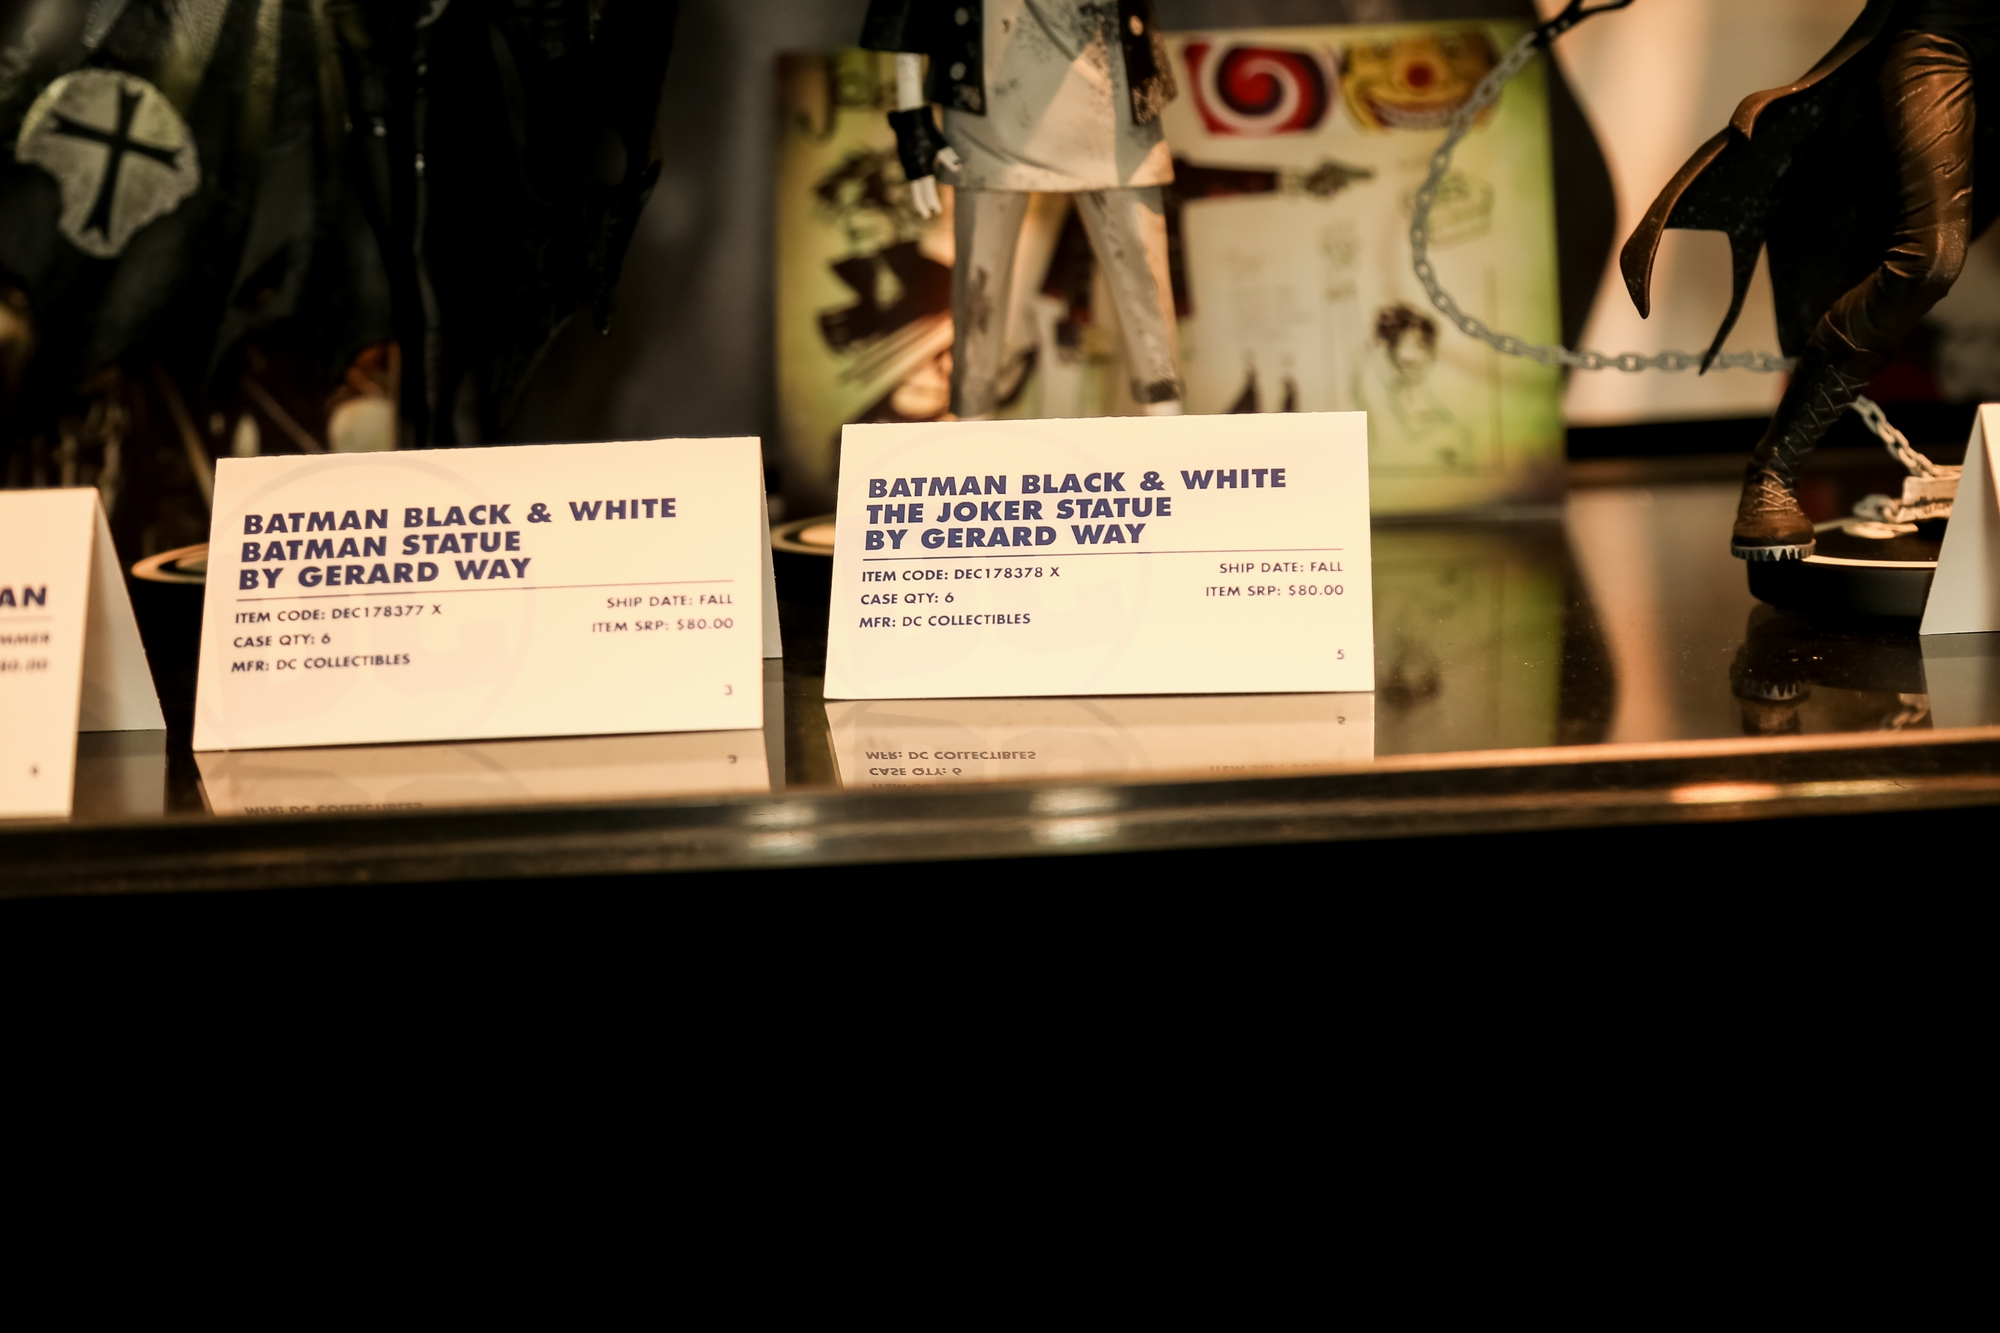 AN
BATMAN BLACK & WHITE
BATMAN STATUE
BY GERARD WAY
ITEM CODE: DEC178377 X
CASE QTY: 6
MFR: DC COLLECTIBLES
SHIP DATE: FALL
ITEM SRP: $80.00
3
BATMAN BLACK & WHITE
THE JOKER STATUE
BY GERARD WAY
ITEM CODE: DEC178378 X
CASE QTY: 6
MFR: DC COLLECTIBLES
SHIP DATE: FALL
ITEM SRP: $80.00
5